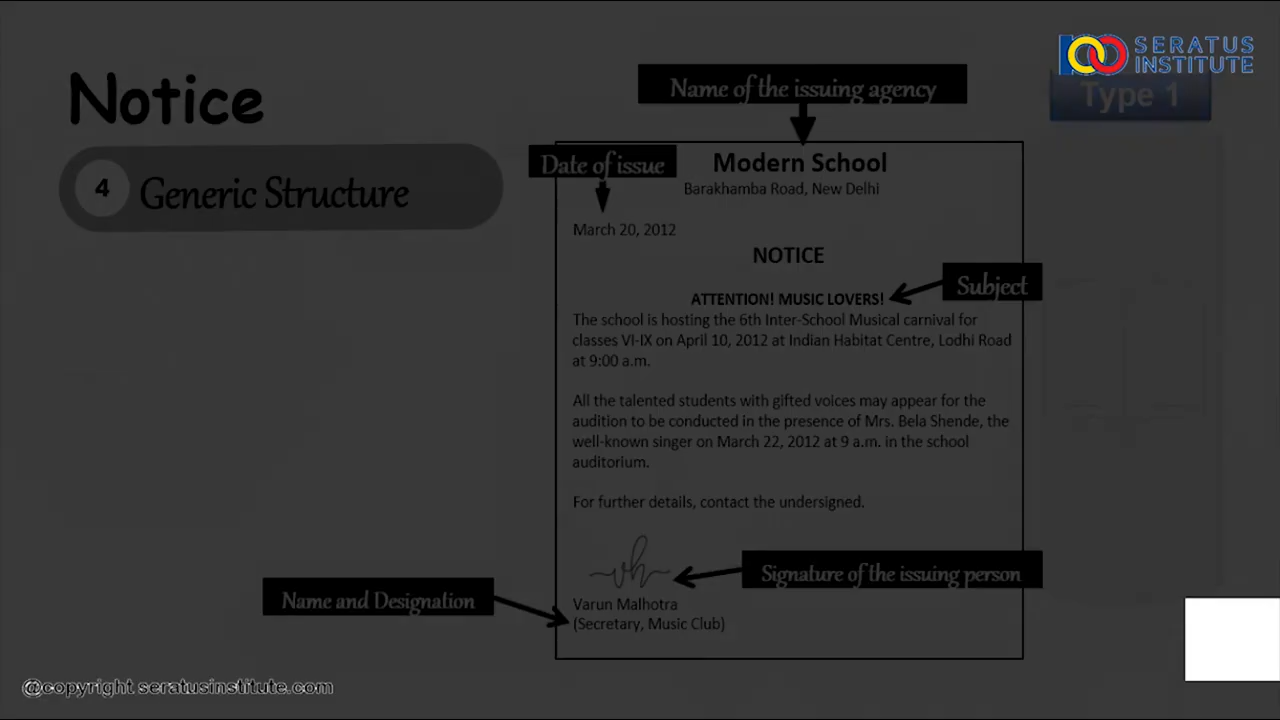 SERATUS
INSTITUTE
Notice
Name of the issuing agency
Type 1
4
Generic Structure
Date of issue
Modern School
Barakhamba Road, New Delhi
March 20, 2012
NOTICE
Subject
ATTENTION! MUSIC LOVERS!
The school is hosting the 6th Inter-School Musical carnival for
classes VI-IX on April 10, 2012 at Indian Habitat Centre, Lodhi Road
at 9:00 a.m.
All the talented students with gifted voices may appear for the
audition to be conducted in the presence of Mrs. Bela Shende, the
well-known singer on March 22, 2012 at 9 a.m. in the school
auditorium.
For further details, contact the undersigned.
Signature of the issuing person
Name and Designation
Varun Malhotra
(Secretary, Music Club)
@copyright seratusinstitute.com